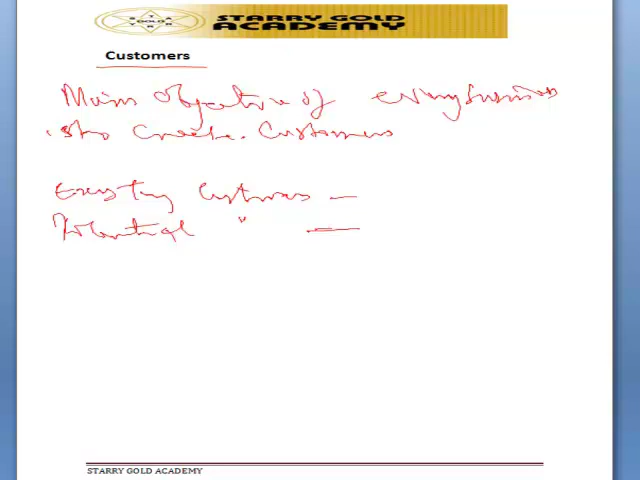 STARRY GOLD
ACADEMY
Customers
Main Objective of every business
is to Create Customers
Existing Customers —
Potential " —
STARRY GOLD ACADEMY